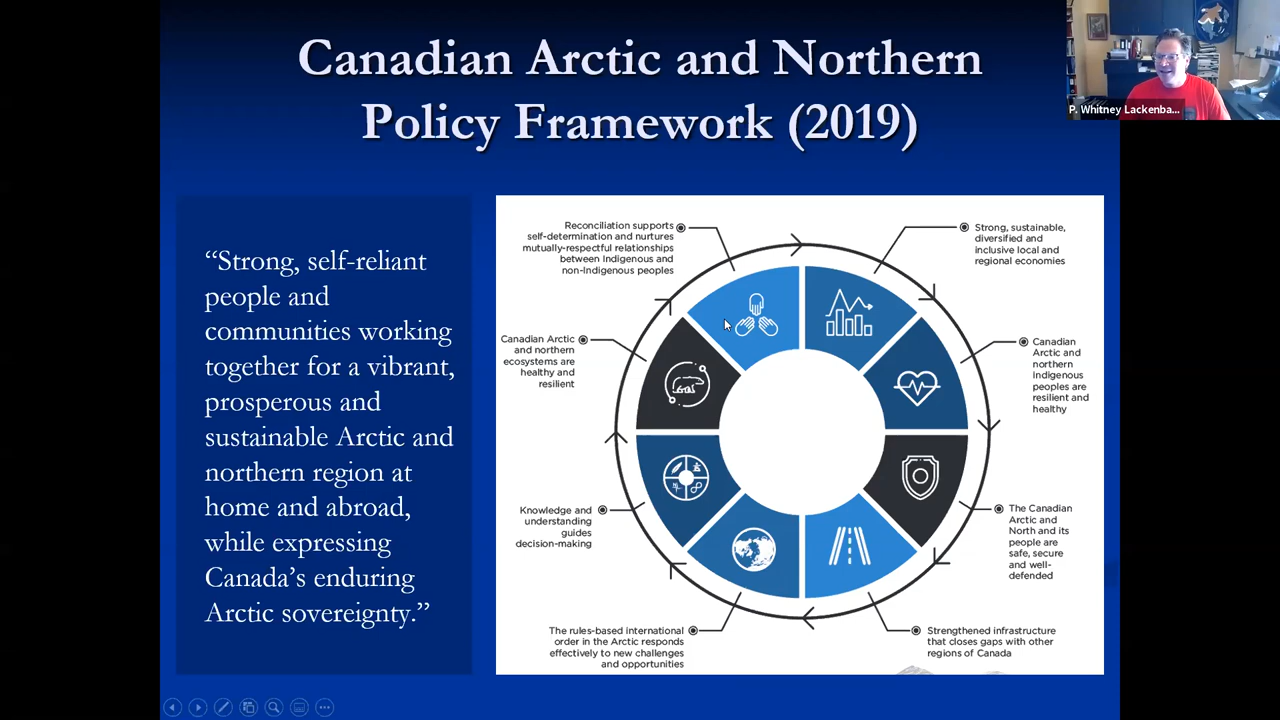 Canadian Arctic and Northern
Policy Framework (2019)
P. Whitney Lackenba...
“Strong, self-reliant
people and
communities working
together for a vibrant,
prosperous and
sustainable Arctic and
northern region at
home and abroad,
while expressing
Canada’s enduring
Arctic sovereignty.”
Reconciliation supports
self-determination and nurtures
mutually-respectful relationships
between Indigenous and
non-Indigenous peoples
Strong, sustainable,
diversified and
inclusive local and
regional economies
Canadian Arctic
and northern
ecosystems are
healthy and
resilient
Canadian
Arctic and
northern
Indigenous
peoples are
resilient and
healthy
Knowledge and
understanding
guides
decision-making
The Canadian
Arctic and
North and its
people are
safe, secure
and well-
defended
The rules-based international
order in the Arctic responds
effectively to new challenges
and opportunities
Strengthened infrastructure
that closes gaps with other
regions of Canada